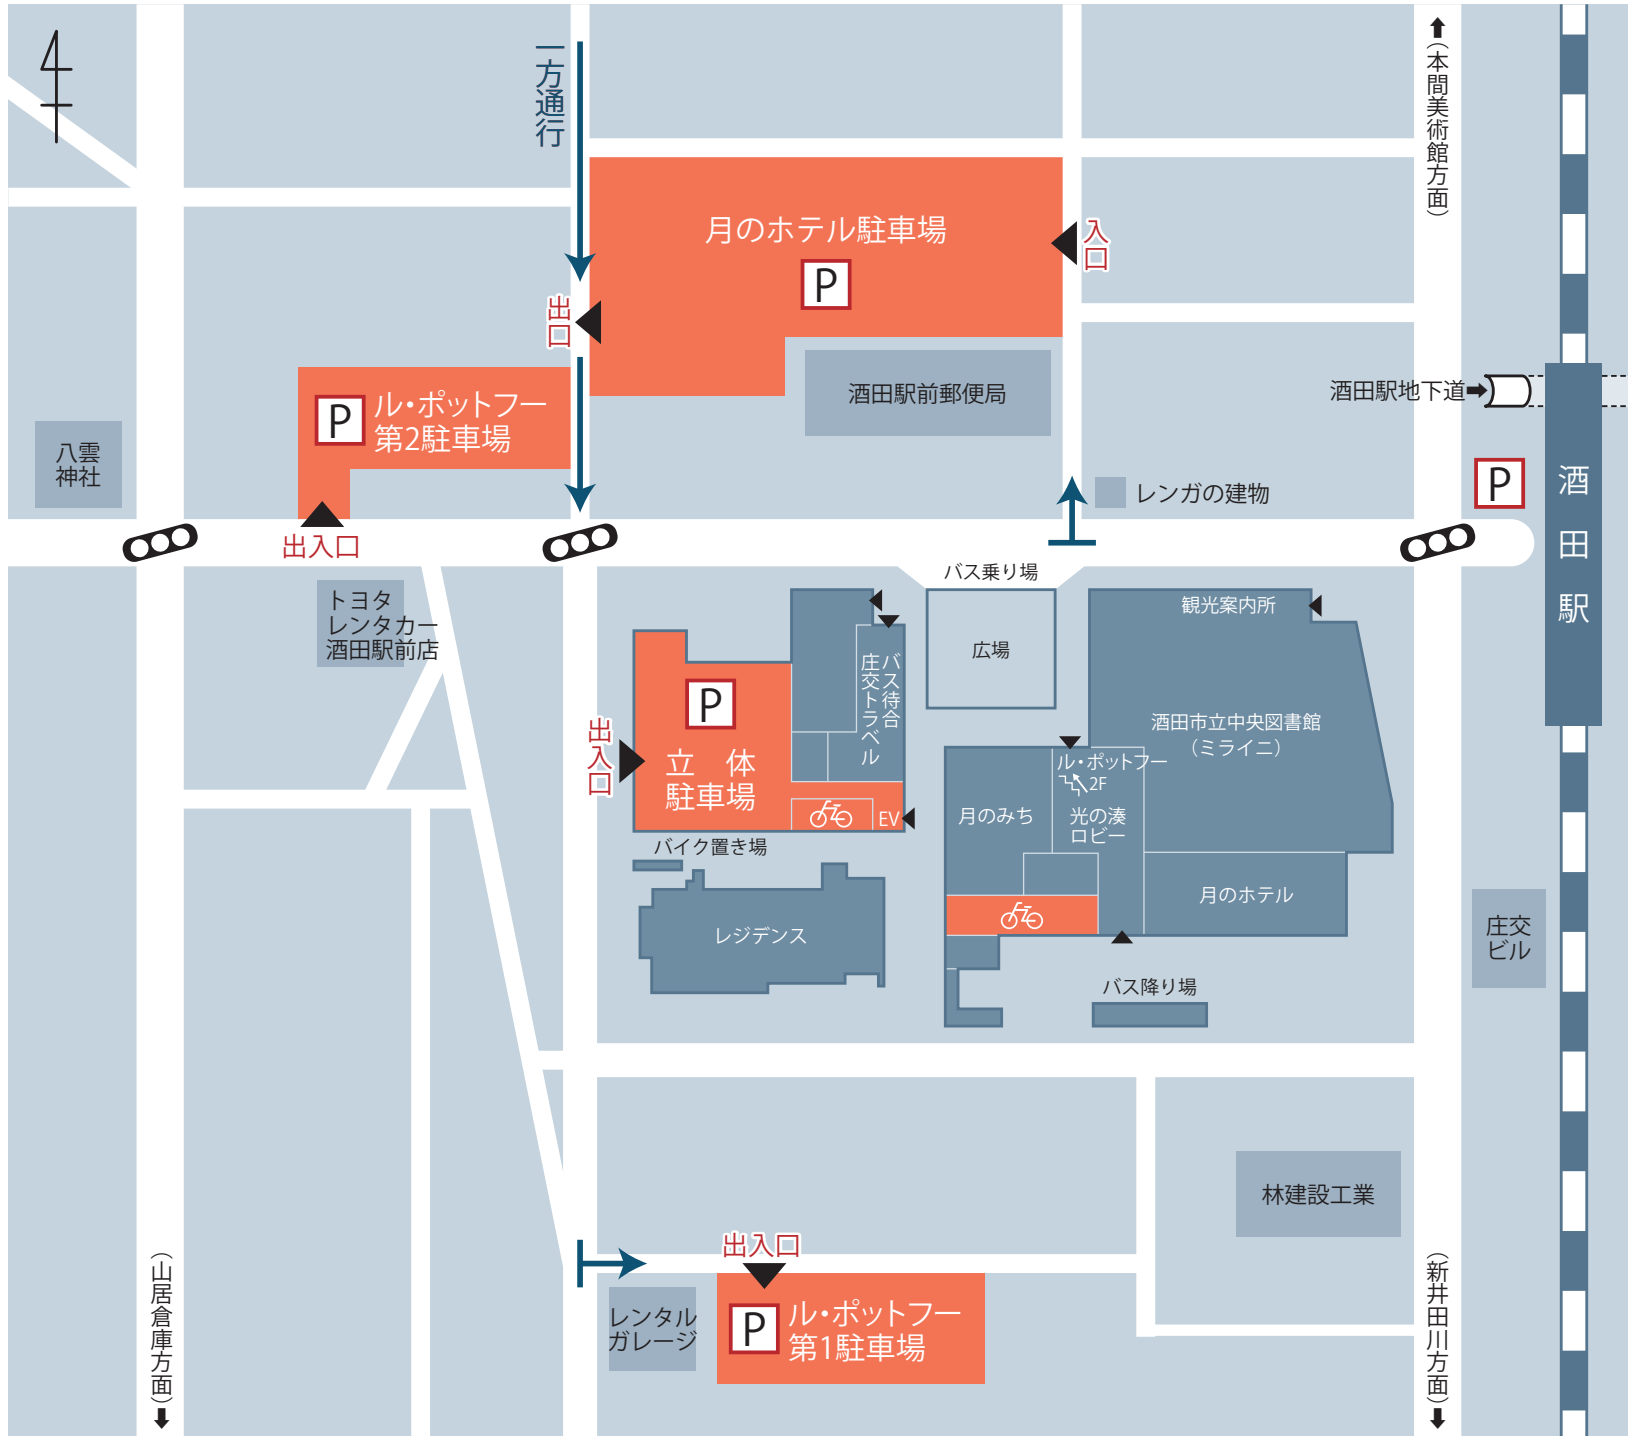 一方通行
(本間美術館方面)
月のホテル駐車場
P
入口
出口
酒田駅前郵便局
酒田駅地下道
P
ル・ポットフー
第2駐車場
八雲
神社
出入口
レンガの建物
P
酒田駅
トヨタ
レンタカー
酒田駅前店
バス乗り場
広場
観光案内所
バス待合
庄交トラベル
P
立 体
駐車場
出入口
EV
酒田市立中央図書館
(ミライニ)
ル・ポットフー
2F
月のみち
光の湊
ロビー
月のホテル
バイク置き場
レジデンス
バス降り場
庄交
ビル
林建設工業
出入口
レンタル
ガレージ
P
ル・ポットフー
第1駐車場
(山居倉庫方面)
(新井田川方面)